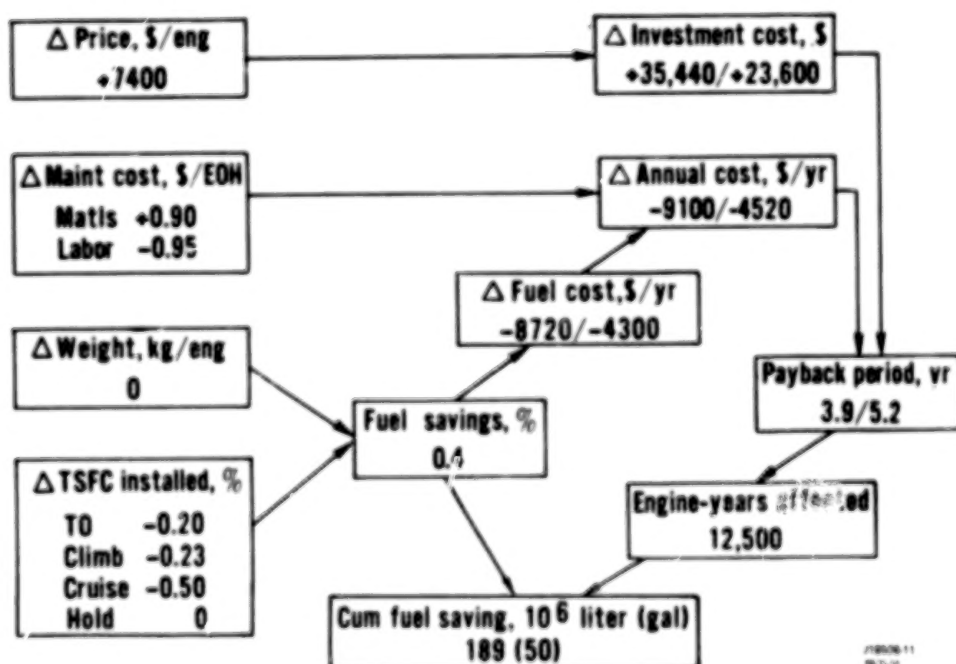 Δ Price, $/eng
+7400
Δ Investment cost, $
+35,440/+23,600
Δ Maint cost, $/EOH
Matls +0.90
Labor -0.95
Δ Annual cost, $/yr
-9100/-4520
Δ Fuel cost,$/yr
-8720/-4300
Δ Weight, kg/eng
0
Payback period, yr
3.9/5.2
Fuel savings, %
0.4
Δ TSFC installed, %
TO -0.20
Climb -0.23
Cruise -0.50
Hold 0
Engine-years affected
12,500
Cum fuel saving, 10⁶ liter (gal)
189 (50)